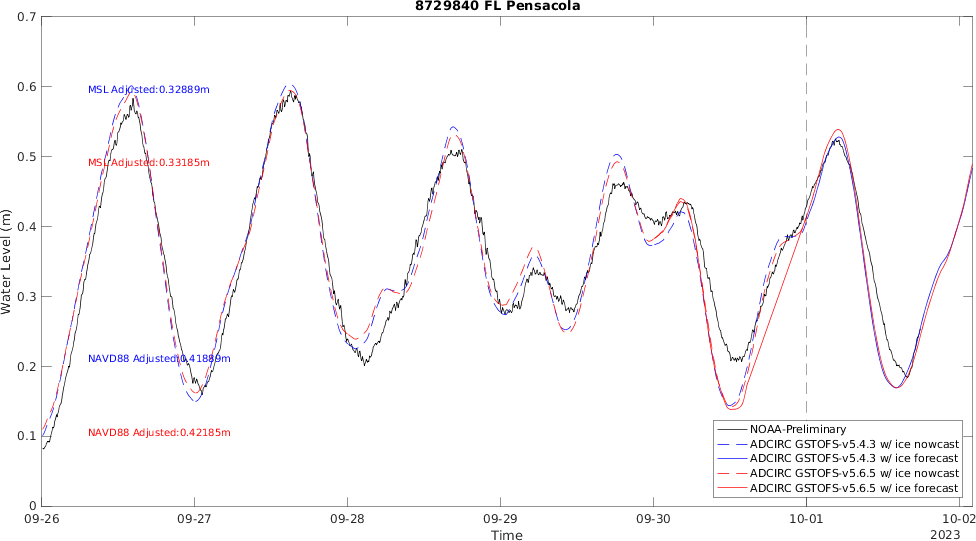 8729840 FL Pensacola
0.7
0.6
0.5
0.4
0.3
0.2
0.1
0
Water Level (m)
MSL Adjusted:0.32889m
MSL Adjusted:0.33185m
NAVD88 Adjusted:0.41889m
NAVD88 Adjusted:0.42185m
NOAA-Preliminary
ADCIRC GSTOFS-v5.4.3 w/ ice nowcast
ADCIRC GSTOFS-v5.4.3 w/ ice forecast
ADCIRC GSTOFS-v5.6.5 w/ ice nowcast
ADCIRC GSTOFS-v5.6.5 w/ ice forecast
09-26 09-27 09-28 09-29 09-30 10-01 10-02
Time
2023